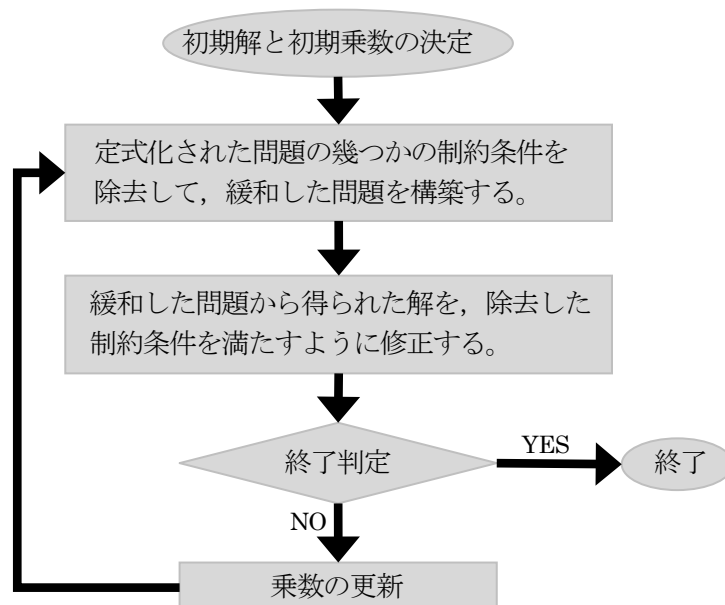 初期解と初期乗数の決定
定式化された問題の幾つかの制約条件を
除去して，緩和した問題を構築する。
緩和した問題から得られた解を，除去した
制約条件を満たすように修正する。
終了判定
YES
終了
NO
乗数の更新